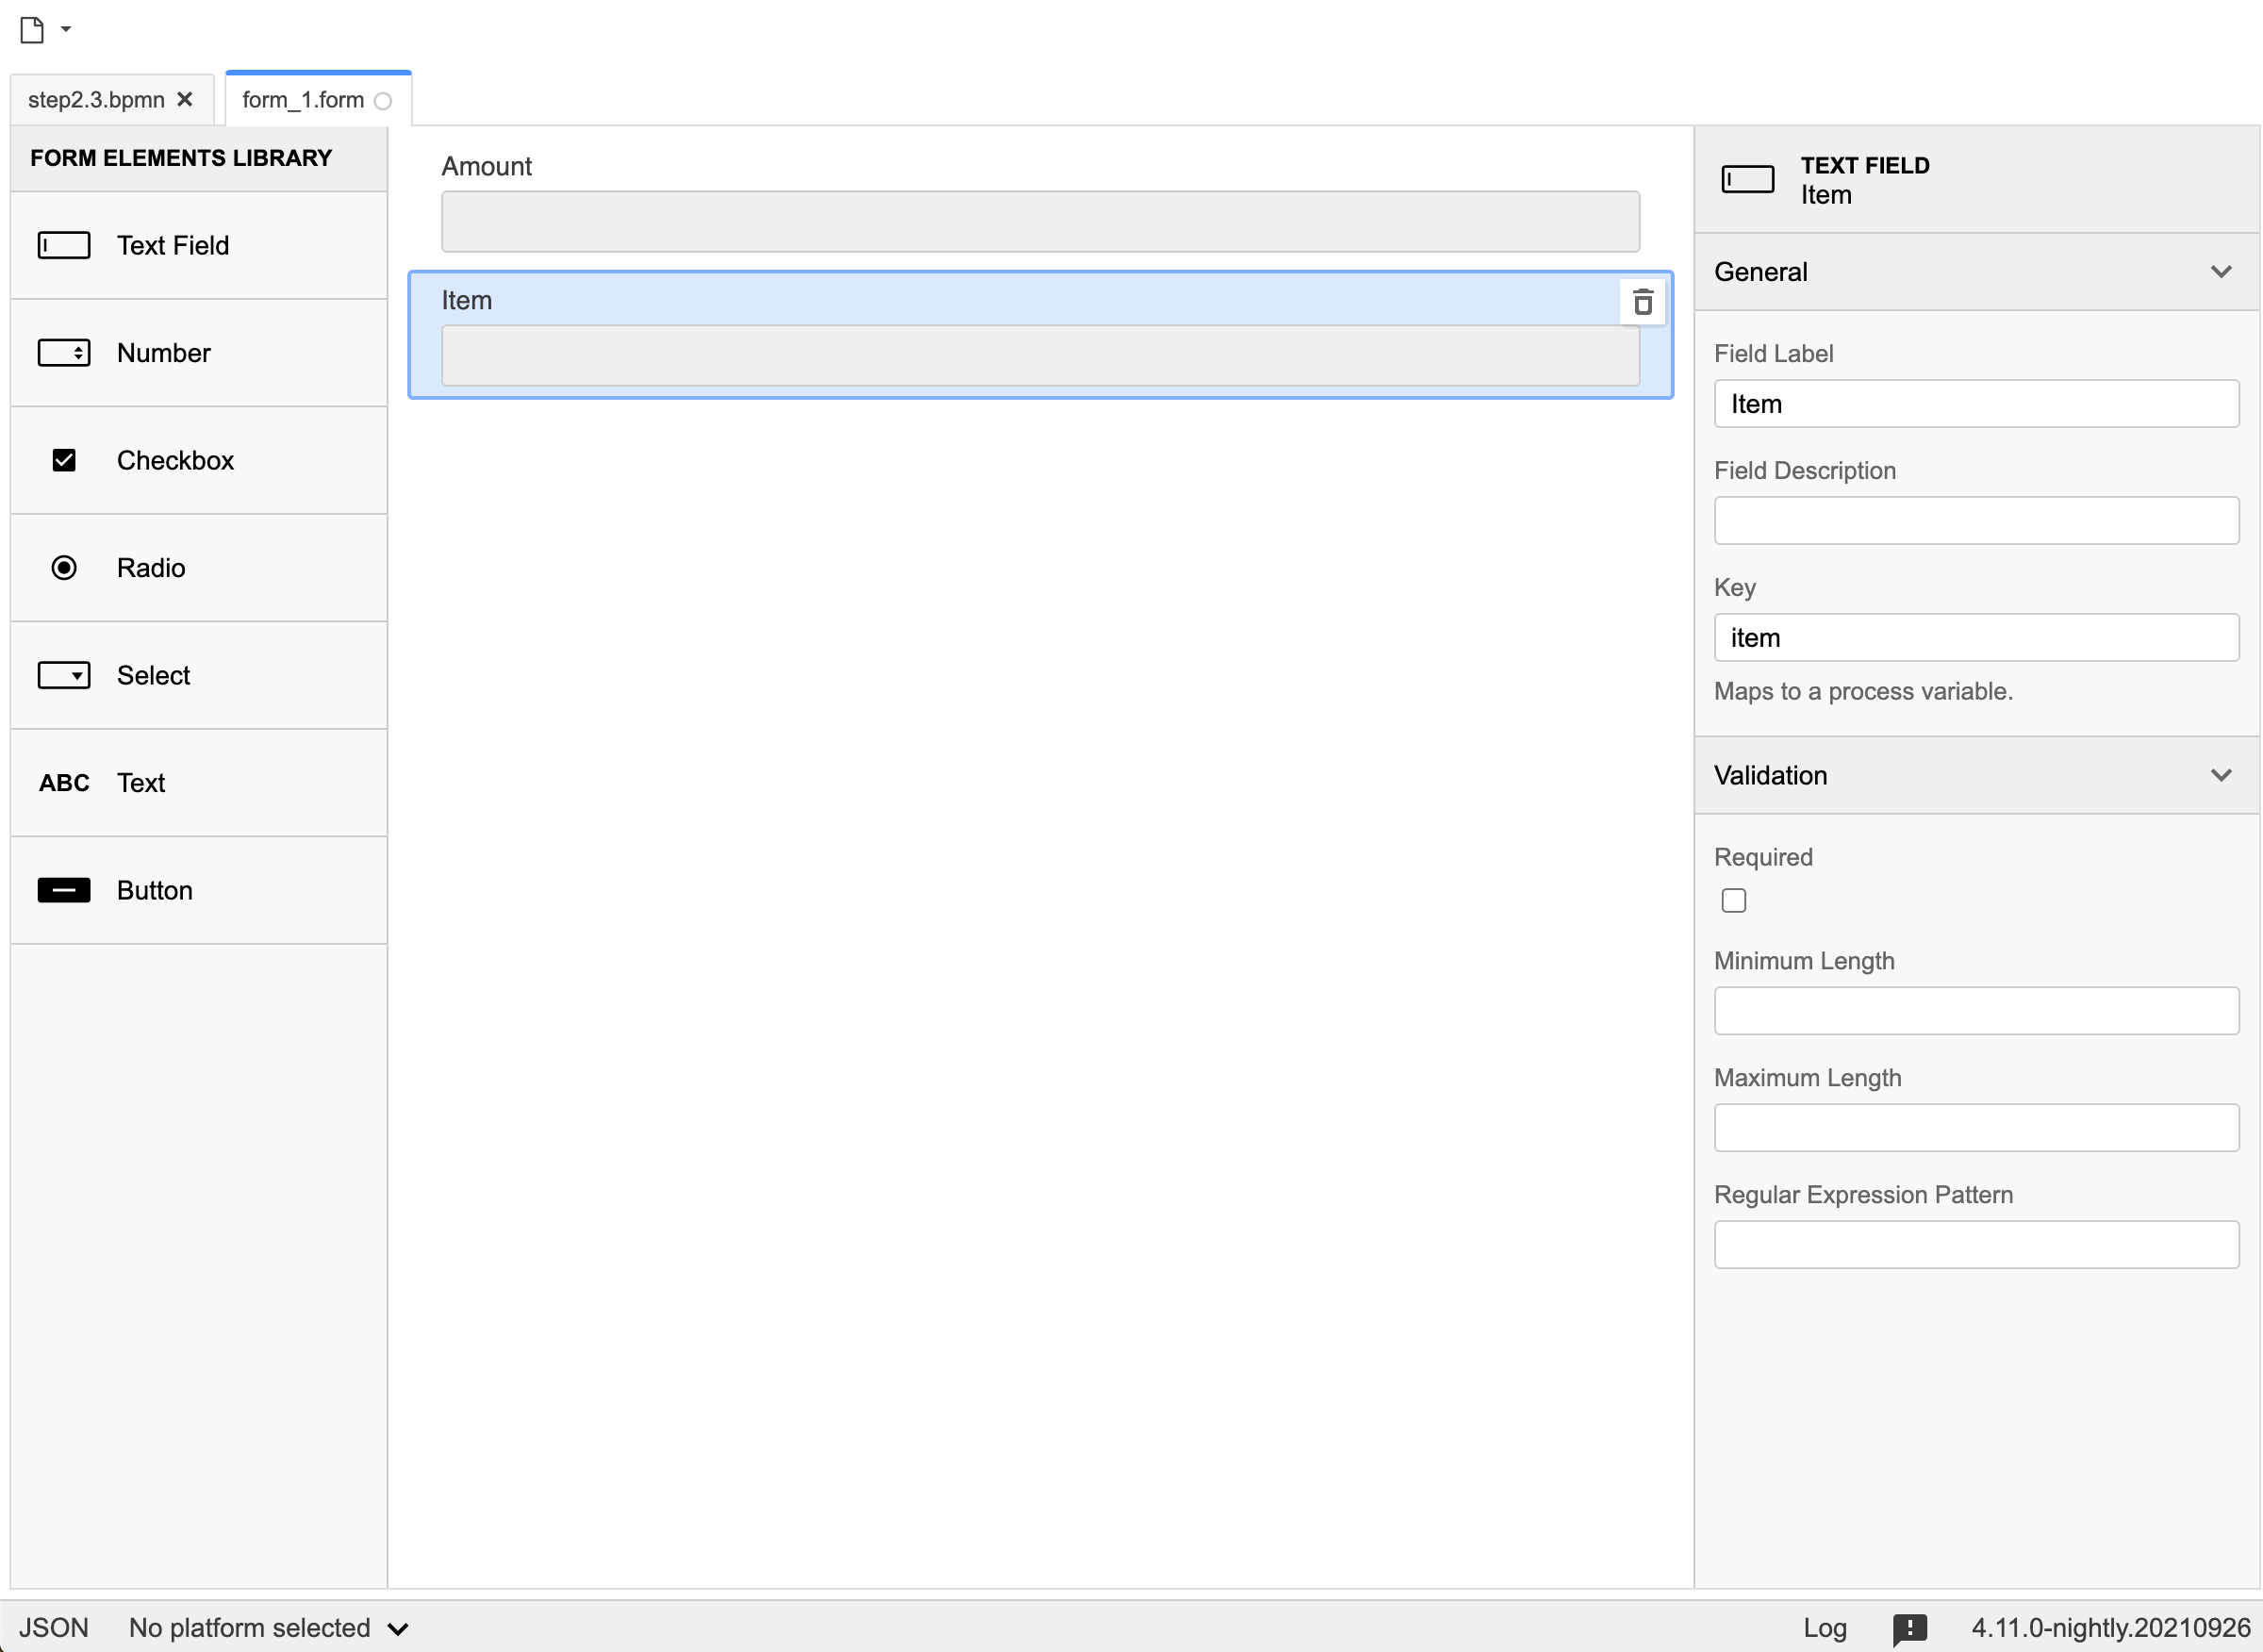 step2.3.bpmn
form_1.form
FORM ELEMENTS LIBRARY
Text Field
Number
Checkbox
Radio
Select
ABC Text
Button
Amount
Item
TEXT FIELD
Item
General
Field Label
Item
Field Description
Key
item
Maps to a process variable.
Validation
Required
Minimum Length
Maximum Length
Regular Expression Pattern
JSON No platform selected Log 4.11.0-nightly.20210926